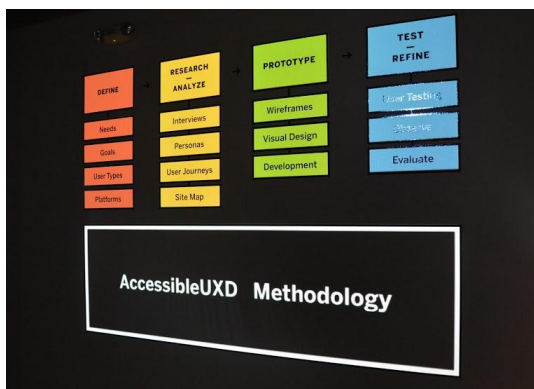 DEFINE
Needs
Goals
User Types
Platforms
RESEARCH
—
ANALYZE
Interviews
Personas
User Journeys
Site Map
PROTOTYPE
Wireframes
Visual Design
Development
TEST
—
REFINE
User Testing
Observe
Evaluate
AccessibleUXD Methodology